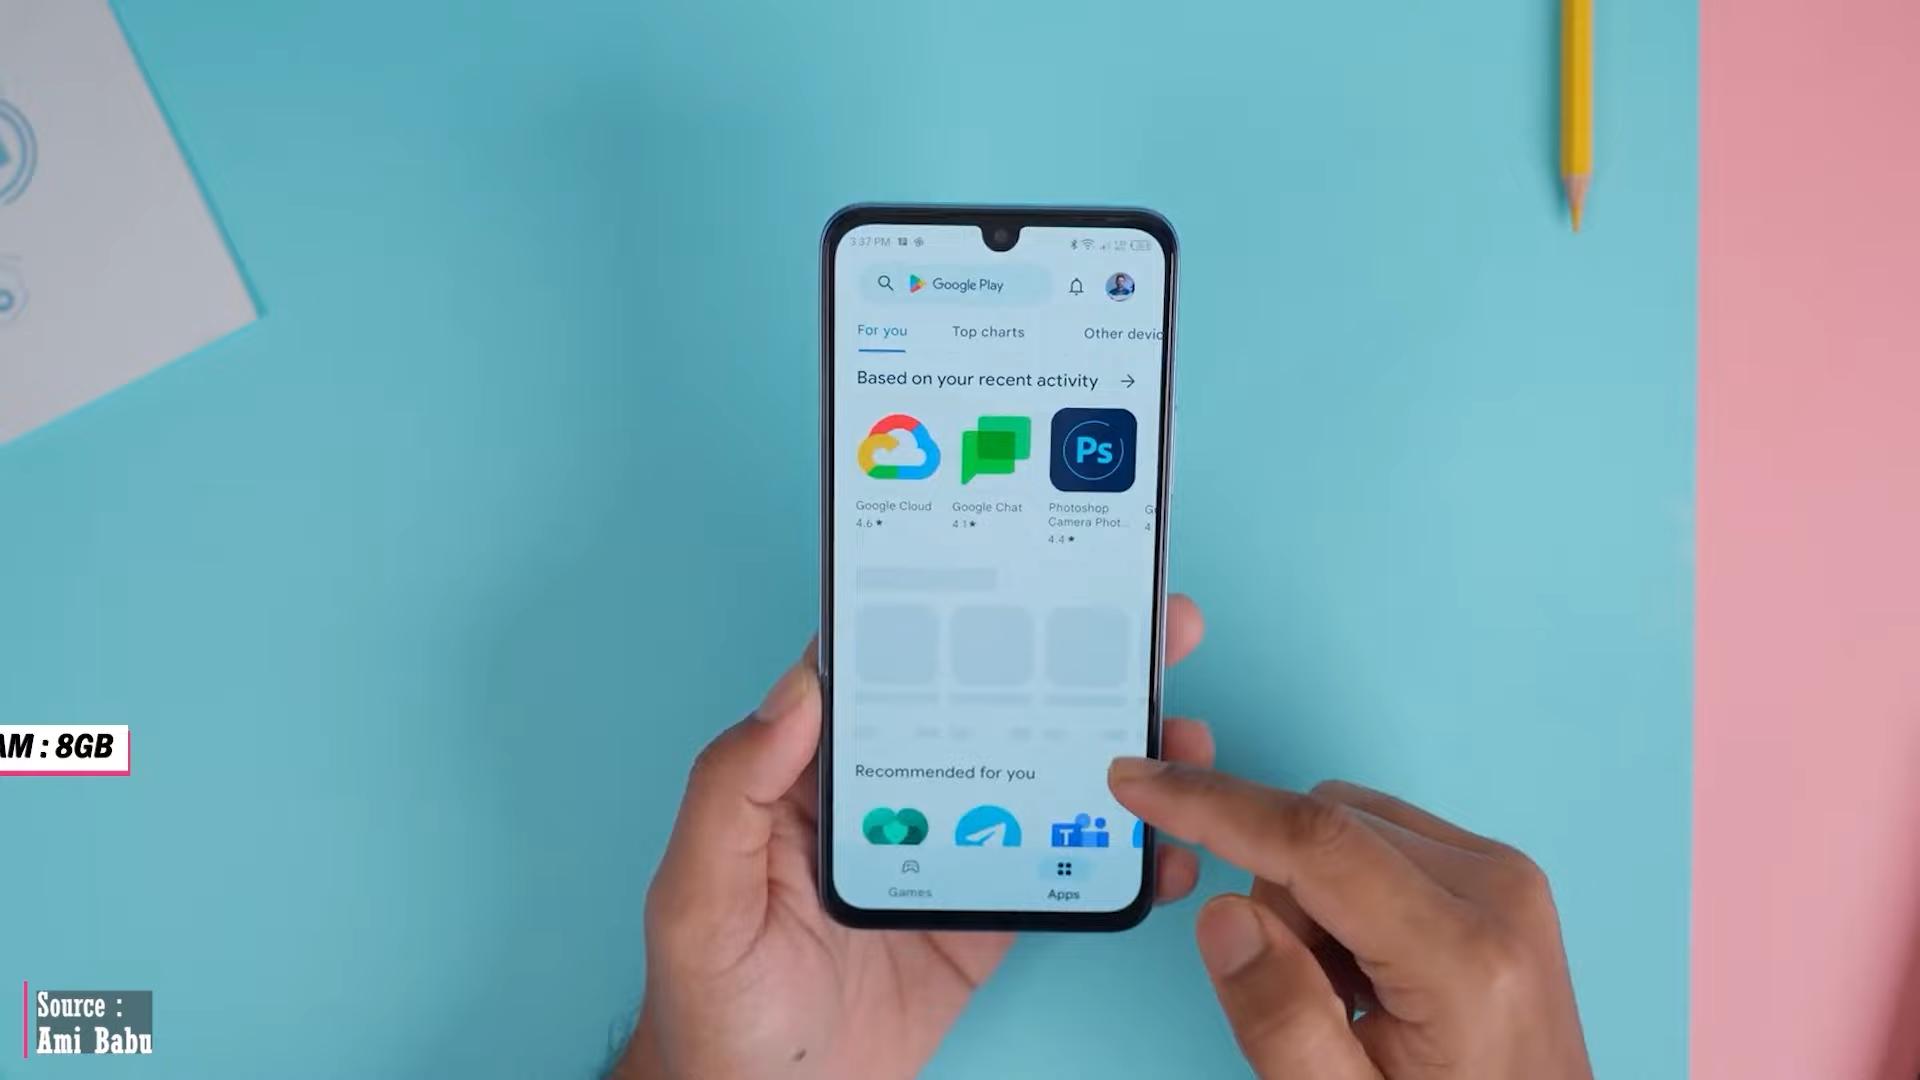 3:37 PM
Google Play
For you
Top charts
Other devic
Based on your recent activity
Ps
Google Cloud
Google Chat
Photoshop
Camera Phot...
4.6★
4.1★
4.4★
G
4
AM : 8GB
Recommended for you
T
Games
Apps
Source :
Ami Babu